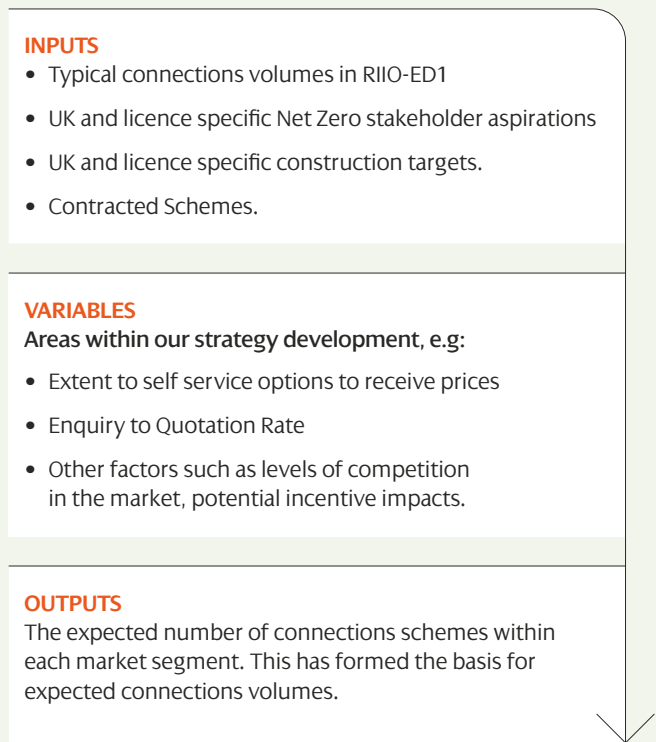 INPUTS
• Typical connections volumes in RIIO-ED1
• UK and licence specific Net Zero stakeholder aspirations
• UK and licence specific construction targets.
• Contracted Schemes.
VARIABLES
Areas within our strategy development, e.g:
• Extent to self service options to receive prices
• Enquiry to Quotation Rate
• Other factors such as levels of competition
in the market, potential incentive impacts.
OUTPUTS
The expected number of connections schemes within
each market segment. This has formed the basis for
expected connections volumes.